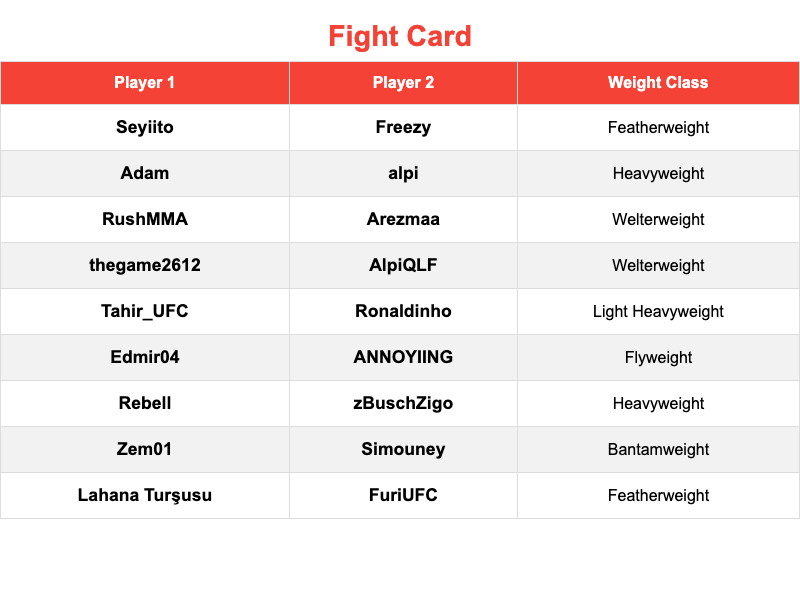 Fight Card
Player 1 Player 2 Weight Class
Seyiito Freezy Featherweight
Adam alpi Heavyweight
RushMMA Arezmaa Welterweight
thegame2612 AlpiQLF Welterweight
Tahir_UFC Ronaldinho Light Heavyweight
Edmir04 ANNOYIING Flyweight
Rebell zBuschZigo Heavyweight
Zem01 Simouney Bantamweight
Lahana Turşusu FuriUFC Featherweight